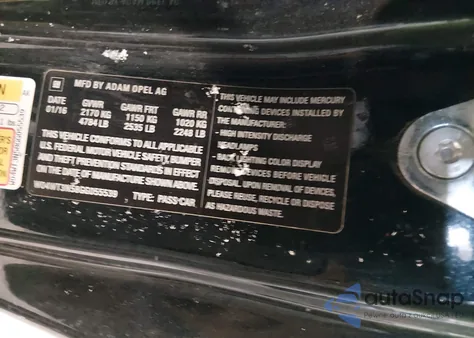 GM
MFD BY ADAM OPEL AG
01/16
GVWR
2170 KG
4784 LB
GAWR FRT
1150 KG
2535 LB
GAWR RR
1020 KG
2248 LB
THIS VEHICLE CONFORMS TO ALL APPLICABLE
U.S. FEDERAL MOTOR VEHICLE SAFETY, BUMPER
AND THEFT PREVENTION STANDARDS IN EFFECT
ON THE DATE OF MANUFACTURE SHOWN ABOVE.
TYPE: PASS-CAR
THIS VEHICLE MAY INCLUDE MERCURY
CONTAINING DEVICES INSTALLED BY
THE MANUFACTURER:
- HIGH INTENSITY DISCHARGE
HEADLAMPS
- BACK LIGHTING COLOR DISPLAY
REMOVE DEVICES BEFORE VEHICLE
DISPOSAL. UPON REMOVAL OF DEVICES,
PLEASE REUSE, RECYCLE OR DISPOSE
AS HAZARDOUS WASTE.
autoSnap